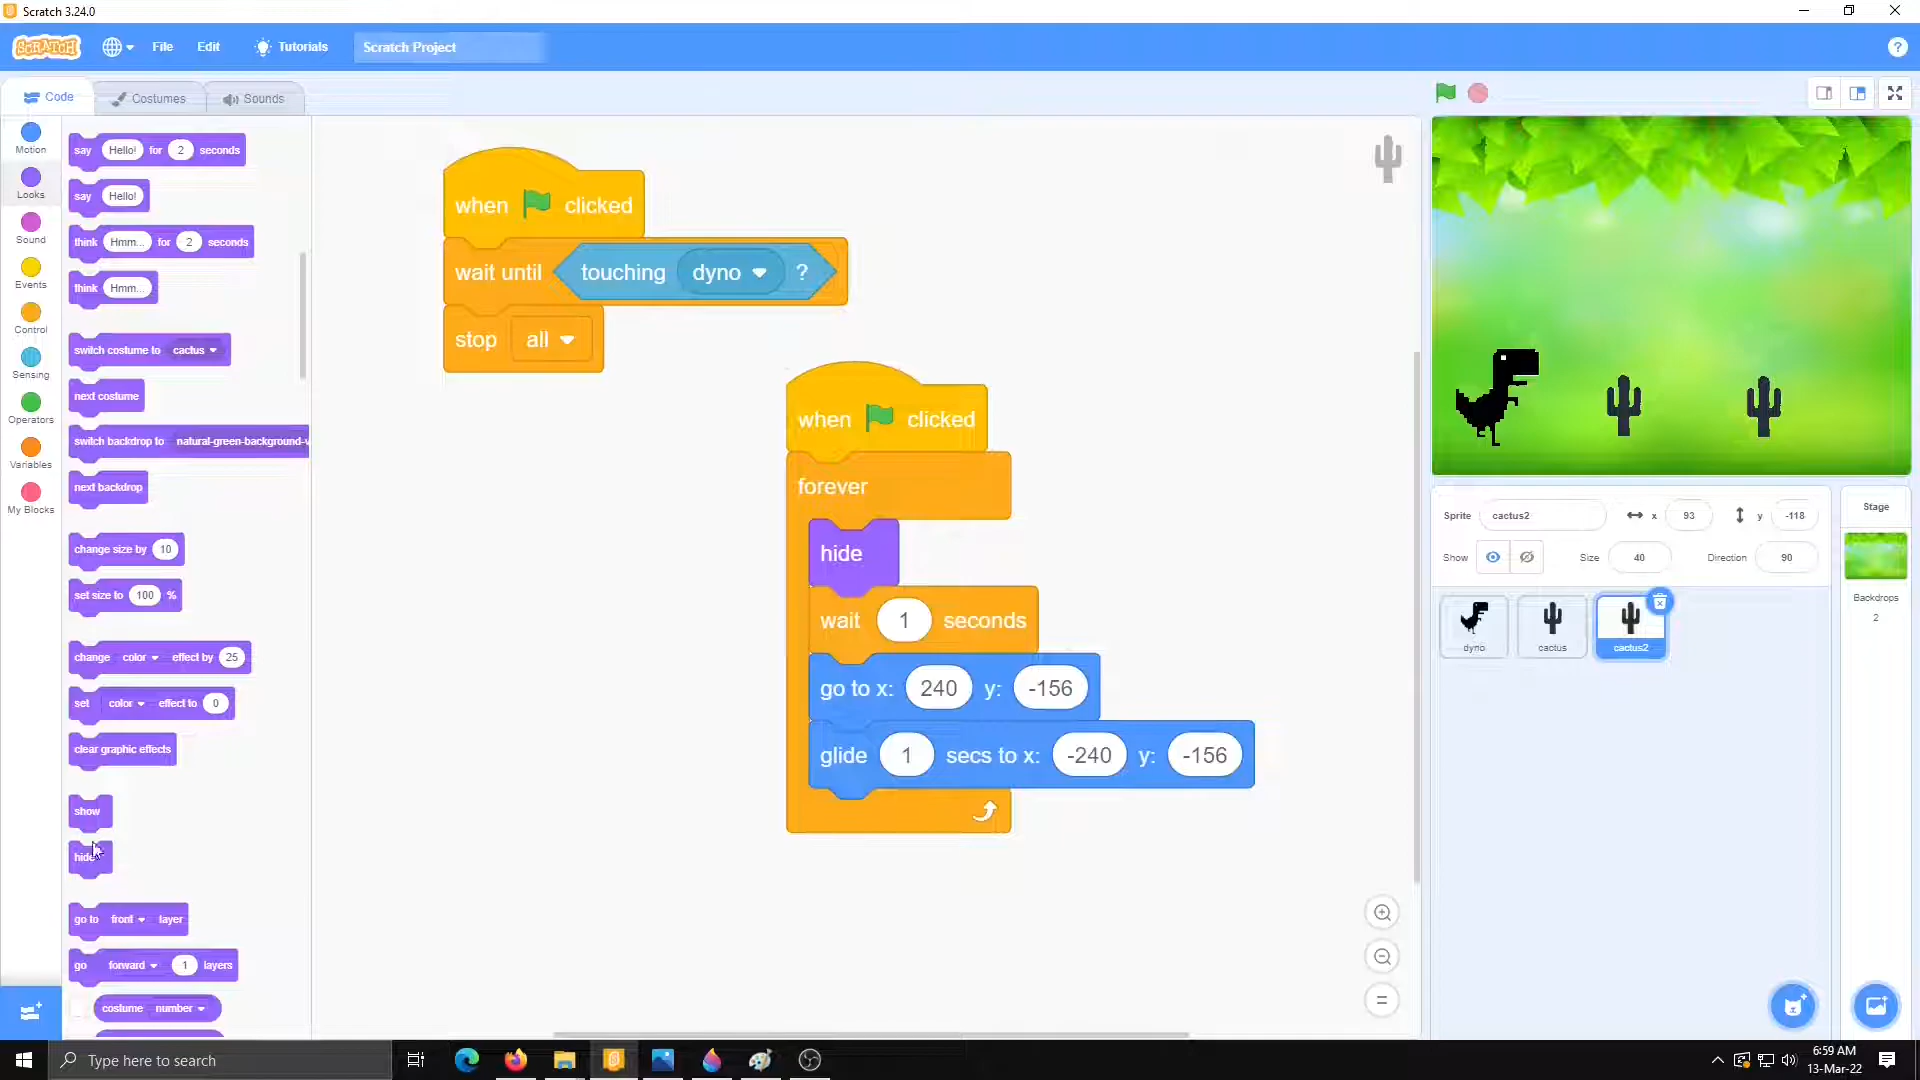 Scratch 3.24.0
SCRATCH File Edit Tutorials Scratch Project ?
Code Costumes Sounds
Motion
Looks
Sound
Events
Control
Sensing
Operators
Variables
My Blocks
say Hello! for 2 seconds
say Hello!
think Hmm... for 2 seconds
think Hmm...
switch costume to cactus
next costume
switch backdrop to natural-green-background-
next backdrop
change size by 10
set size to 100 %
change color effect by 25
set color effect to 0
clear graphic effects
show
hide
go to front layer
go forward 1 layers
costume number
when clicked
wait until touching dyno ?
stop all
when clicked
forever
hide
wait 1 seconds
go to x: 240 y: -156
glide 1 secs to x: -240 y: -156
Sprite cactus2 x 93 y -118
Show Size 40 Direction 90
dyno cactus cactus2
Stage
Backdrops
2
Type here to search
6:59 AM
13-Mar-22